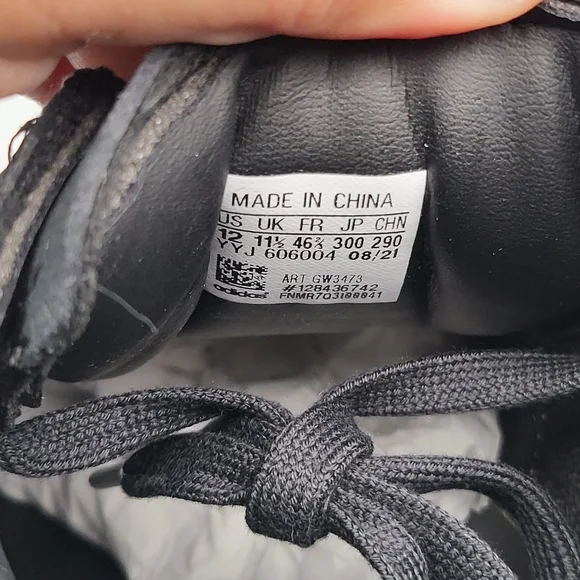 MADE IN CHINA
US UK FR JP CHN
12 11½ 46⅔ 300 290
YYJ 606004 08/21
ART GW3473
#128436742
adidas FNMR7Q3100041